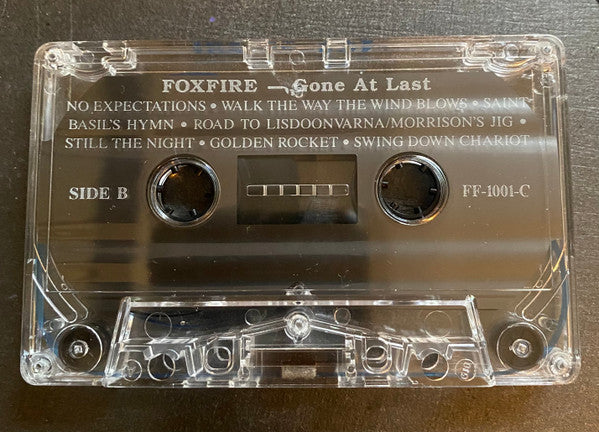 FOXFIRE — Gone At Last
NO EXPECTATIONS • WALK THE WAY THE WIND BLOWS • SAINT
BASIL'S HYMN • ROAD TO LISDOONVARNA/MORRISON'S JIG •
STILL THE NIGHT • GOLDEN ROCKET • SWING DOWN CHARIOT
SIDE B
FF-1001-C